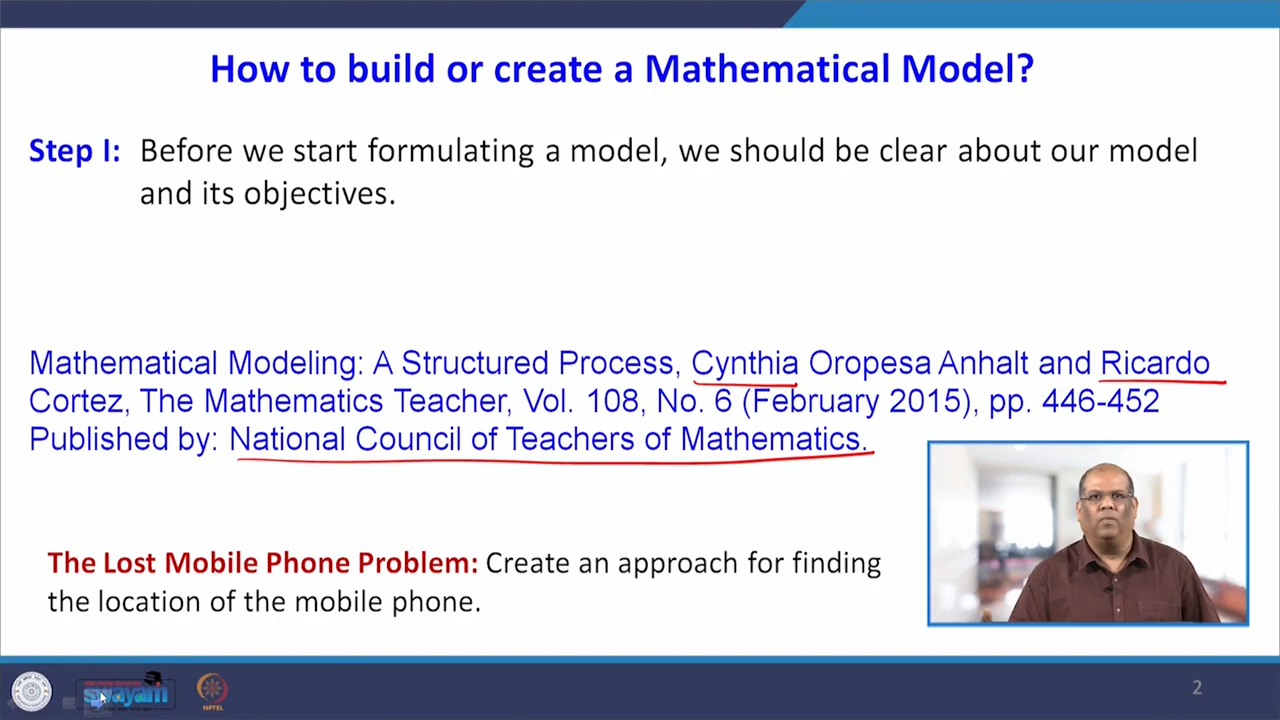 How to build or create a Mathematical Model?
Step I: Before we start formulating a model, we should be clear about our model
and its objectives.
Mathematical Modeling: A Structured Process, Cynthia Oropesa Anhalt and Ricardo
Cortez, The Mathematics Teacher, Vol. 108, No. 6 (February 2015), pp. 446-452
Published by: National Council of Teachers of Mathematics.
The Lost Mobile Phone Problem: Create an approach for finding
the location of the mobile phone.
swayam
NPTEL
2